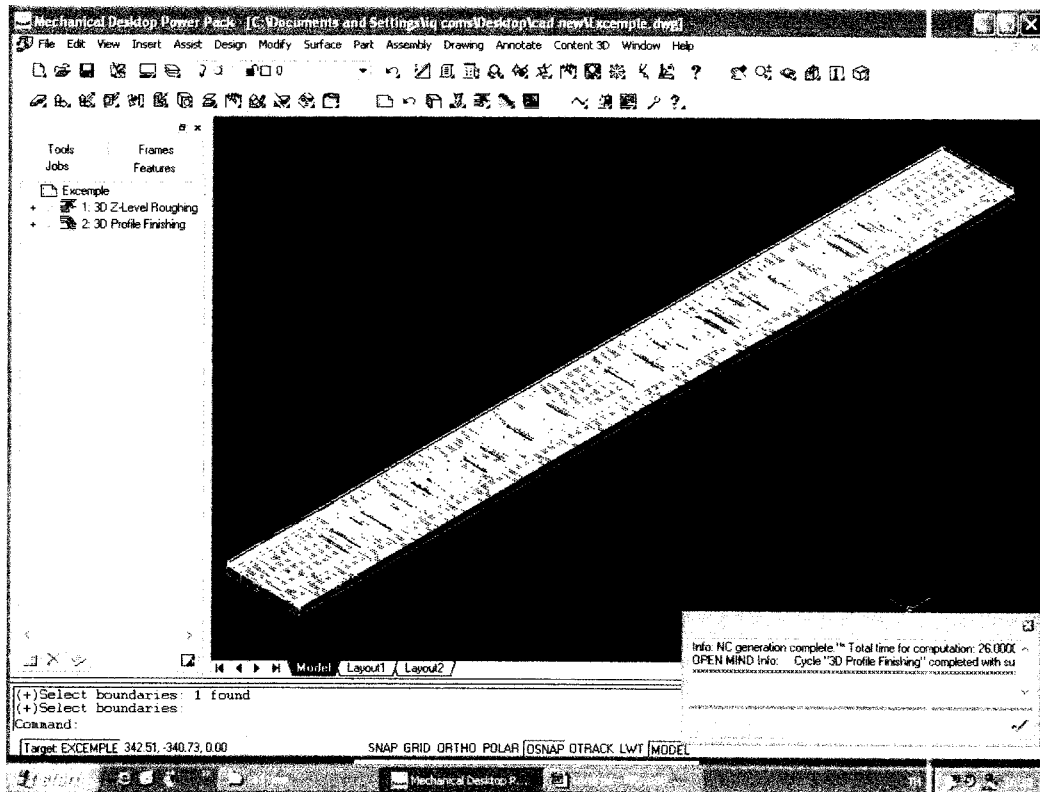 Mechanical Desktop Power Pack - [C:\Documents and Settings\iq coms\Desktop\cad new\Excemple.dwg]
File Edit View Insert Assist Design Modify Surface Part Assembly Drawing Annotate Content 3D Window Help
0
Tools Frames
Jobs Features
Excemple
+ 1: 3D Z-Level Roughing
+ 2: 3D Profile Finishing
Model Layout1 Layout2
Info: NC generation complete. Total time for computation: 26.000
OPEN MIND Info: Cycle "3D Profile Finishing" completed with su
(+)Select boundaries: 1 found
(+)Select boundaries:
Command:
Target: EXCEMPLE 342.51, -340.73, 0.00 SNAP GRID ORTHO POLAR OSNAP OTRACK LWT MODEL
Mechanical Desktop P... TH